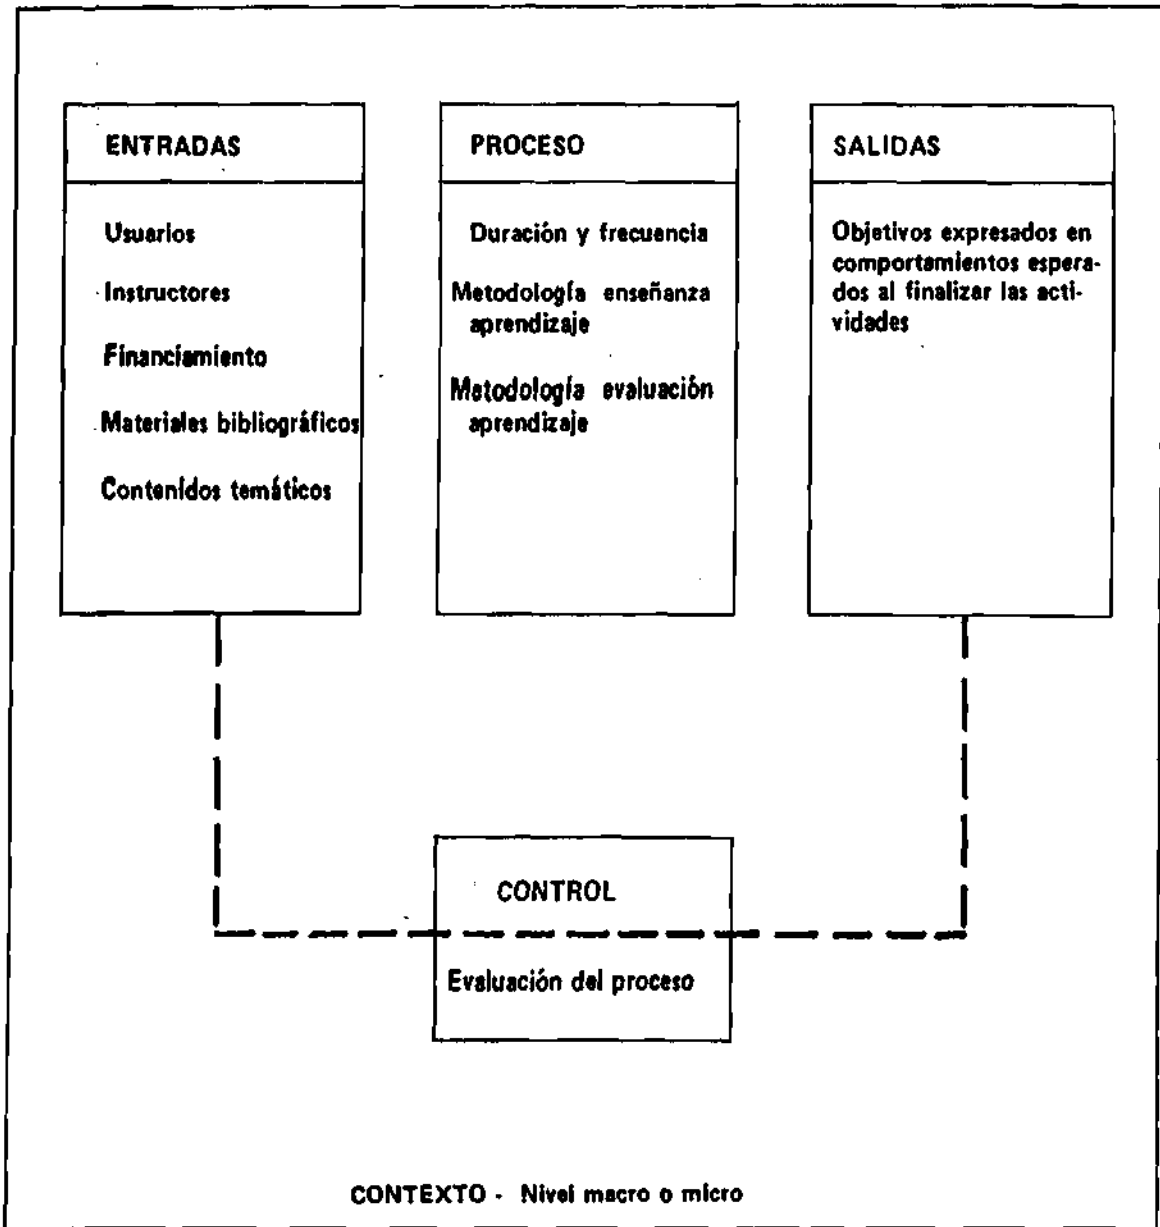 ENTRADAS
Usuarios
Instructores
Financiamiento
Materiales bibliográficos
Contenidos temáticos
PROCESO
Duración y frecuencia
Metodología enseñanza
aprendizaje
Metodología evaluación
aprendizaje
SALIDAS
Objetivos expresados en
comportamientos espera-
dos al finalizar las acti-
vidades
CONTROL
Evaluación del proceso
CONTEXTO - Nivel macro o micro